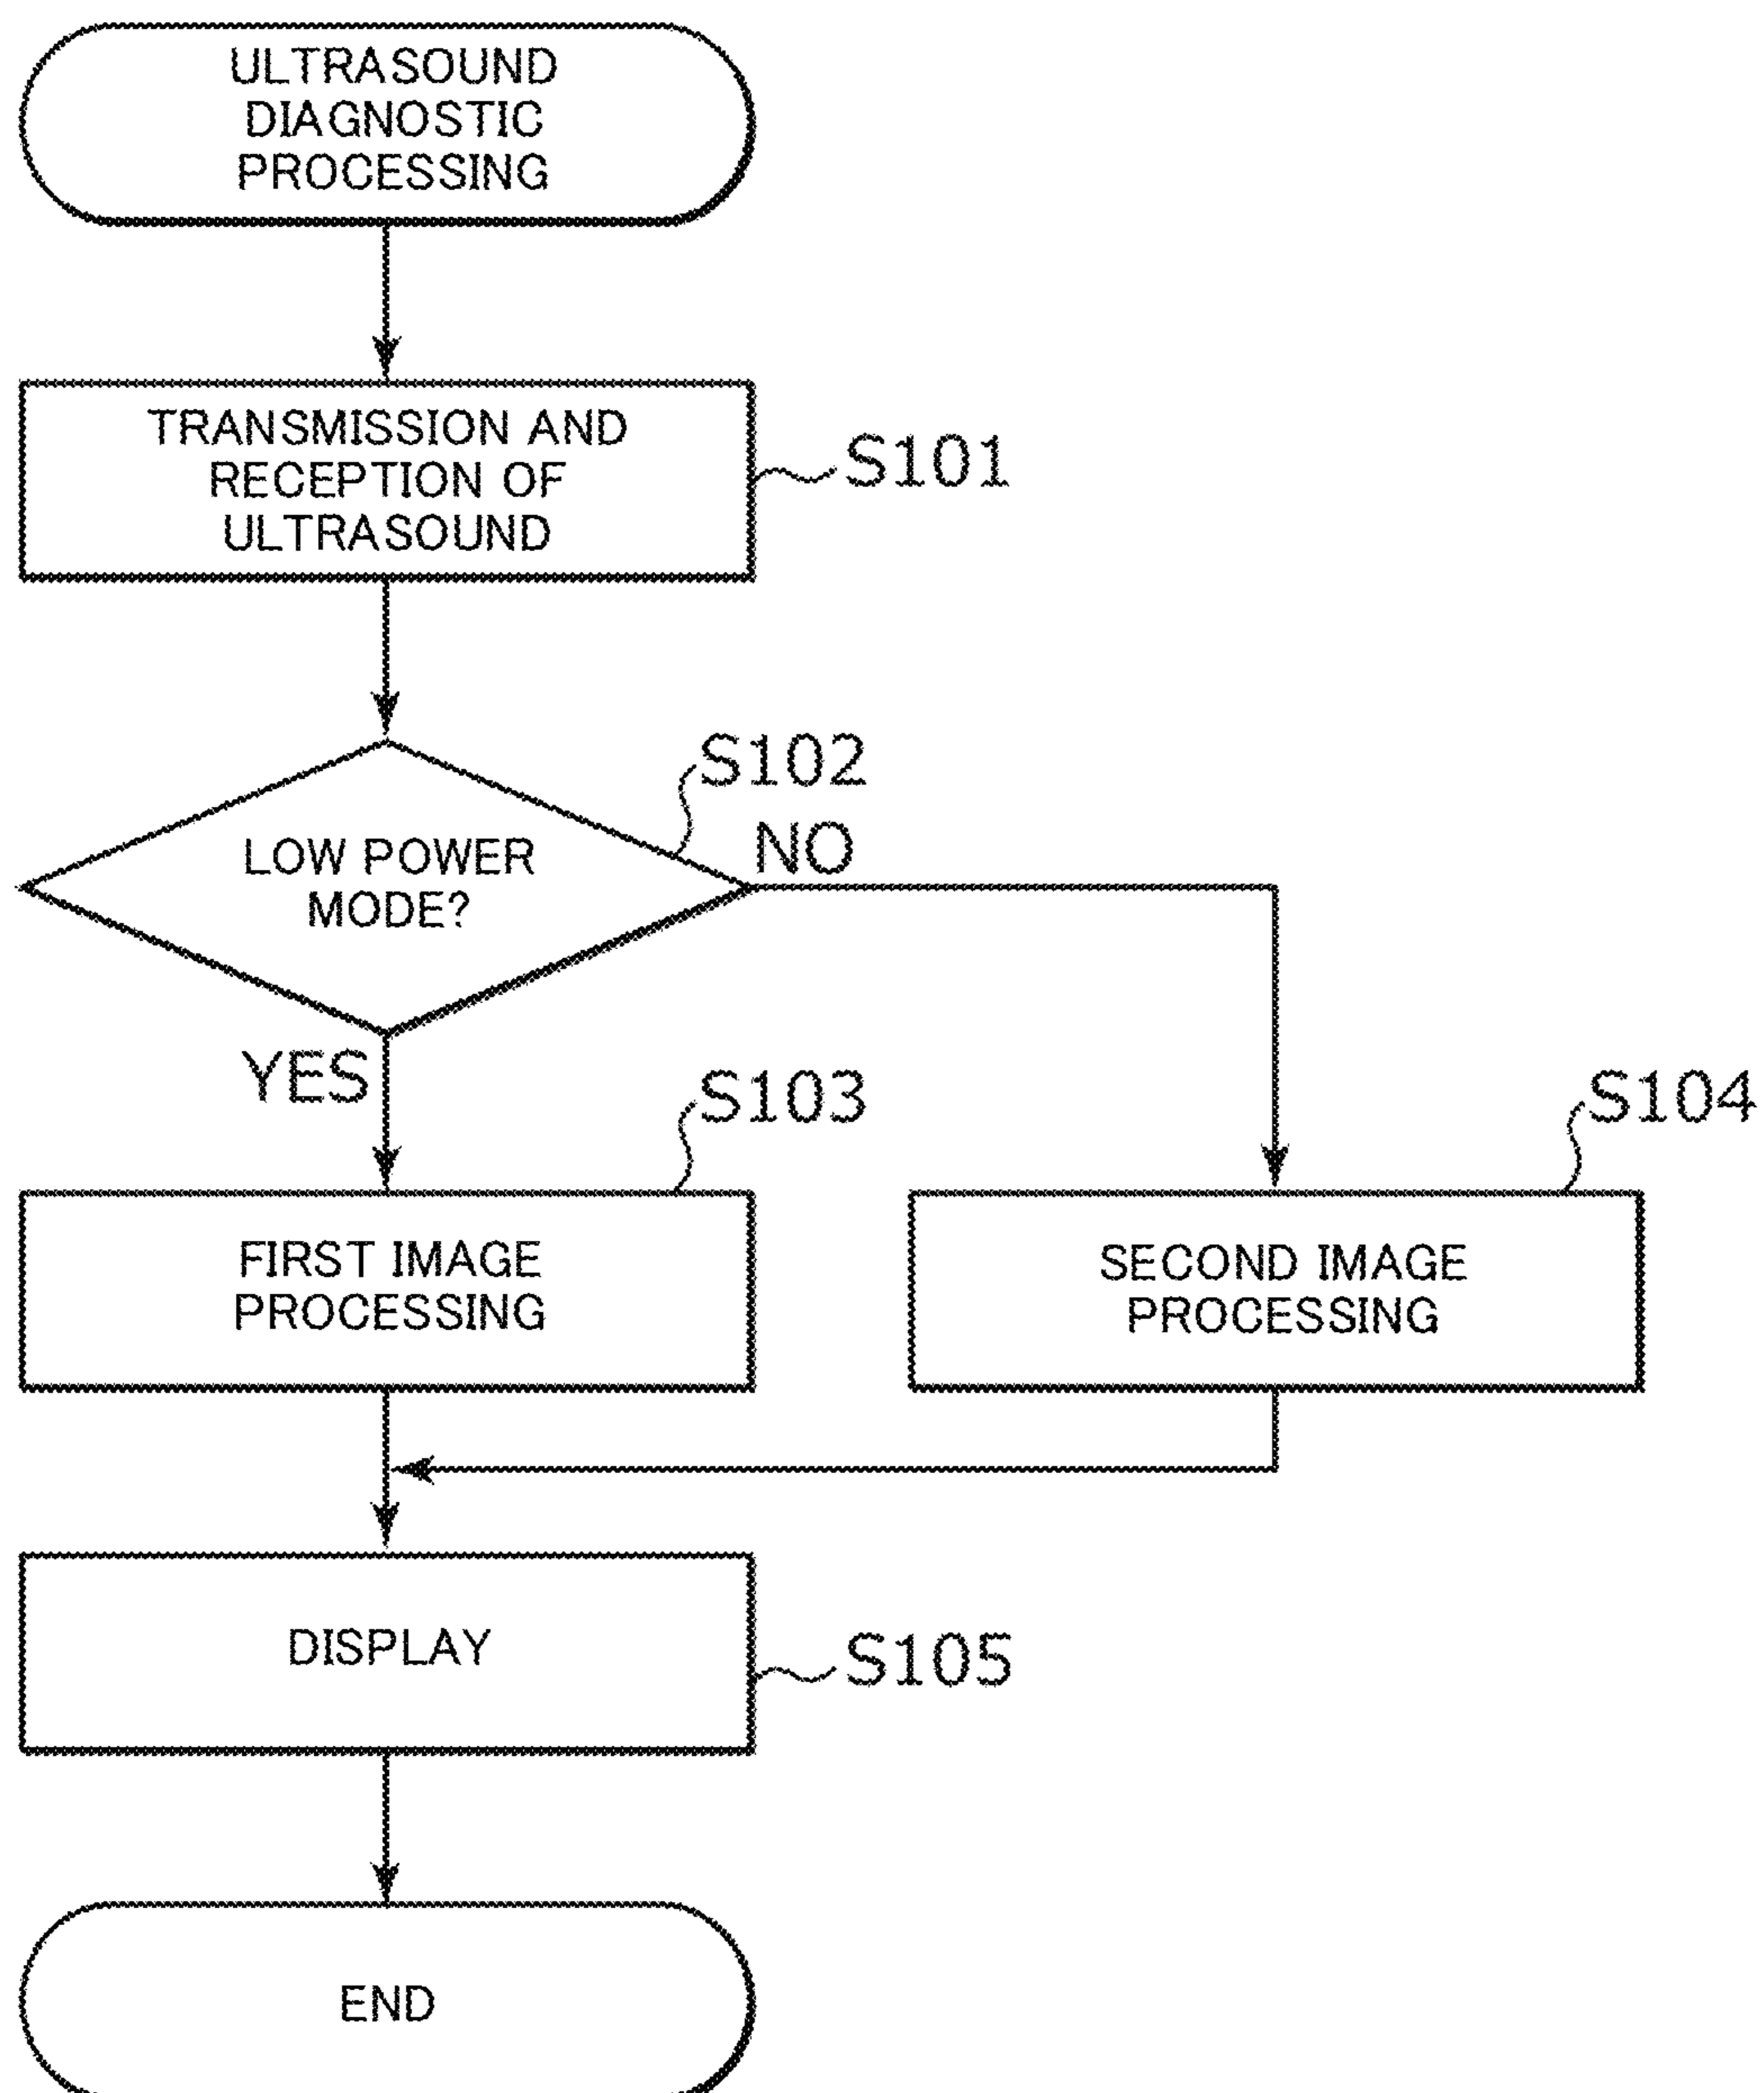 ULTRASOUND
DIAGNOSTIC
PROCESSING
TRANSMISSION AND
RECEPTION OF
ULTRASOUND
S101
S102
LOW POWER
MODE?
NO
YES
S103
FIRST IMAGE
PROCESSING
S104
SECOND IMAGE
PROCESSING
DISPLAY
S105
END